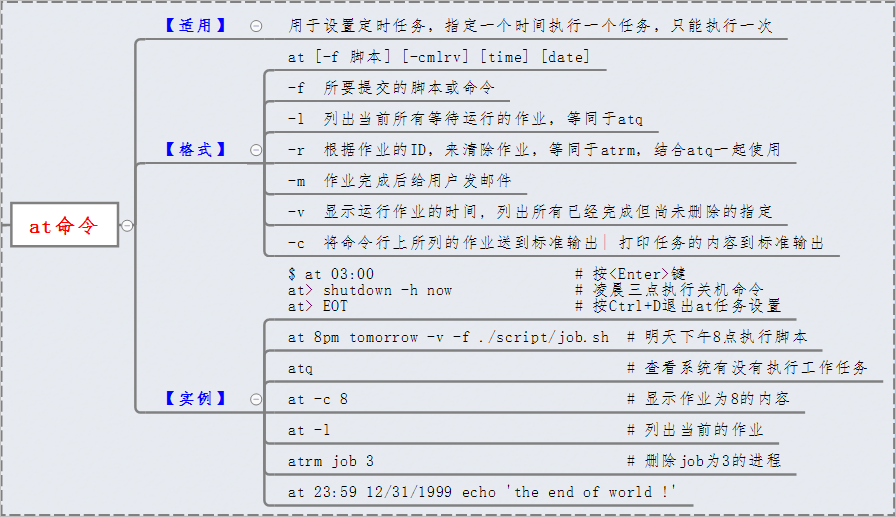 【适用】 用于设置定时任务，指定一个时间执行一个任务，只能执行一次
at [-f 脚本] [-cmlrv] [time] [date]
-f 所要提交的脚本或命令
-l 列出当前所有等待运行的作业，等同于atq
【格式】 -r 根据作业的ID，来清除作业，等同于atrm，结合atq一起使用
-m 作业完成后给用户发邮件
-v 显示运行作业的时间，列出所有已经完成但尚未删除的指定
at命令
-c 将命令行上所列的作业送到标准输出| 打印任务的内容到标准输出
$ at 03:00 # 按<Enter>键
at> shutdown -h now # 凌晨三点执行关机命令
at> EOT # 按Ctrl+D退出at任务设置
at 8pm tomorrow -v -f ./script/job.sh # 明天下午8点执行脚本
atq # 查看系统有没有执行工作任务
【实例】 at -c 8 # 显示作业为8的内容
at -l # 列出当前的作业
atrm job 3 # 删除job为3的进程
at 23:59 12/31/1999 echo 'the end of world !'